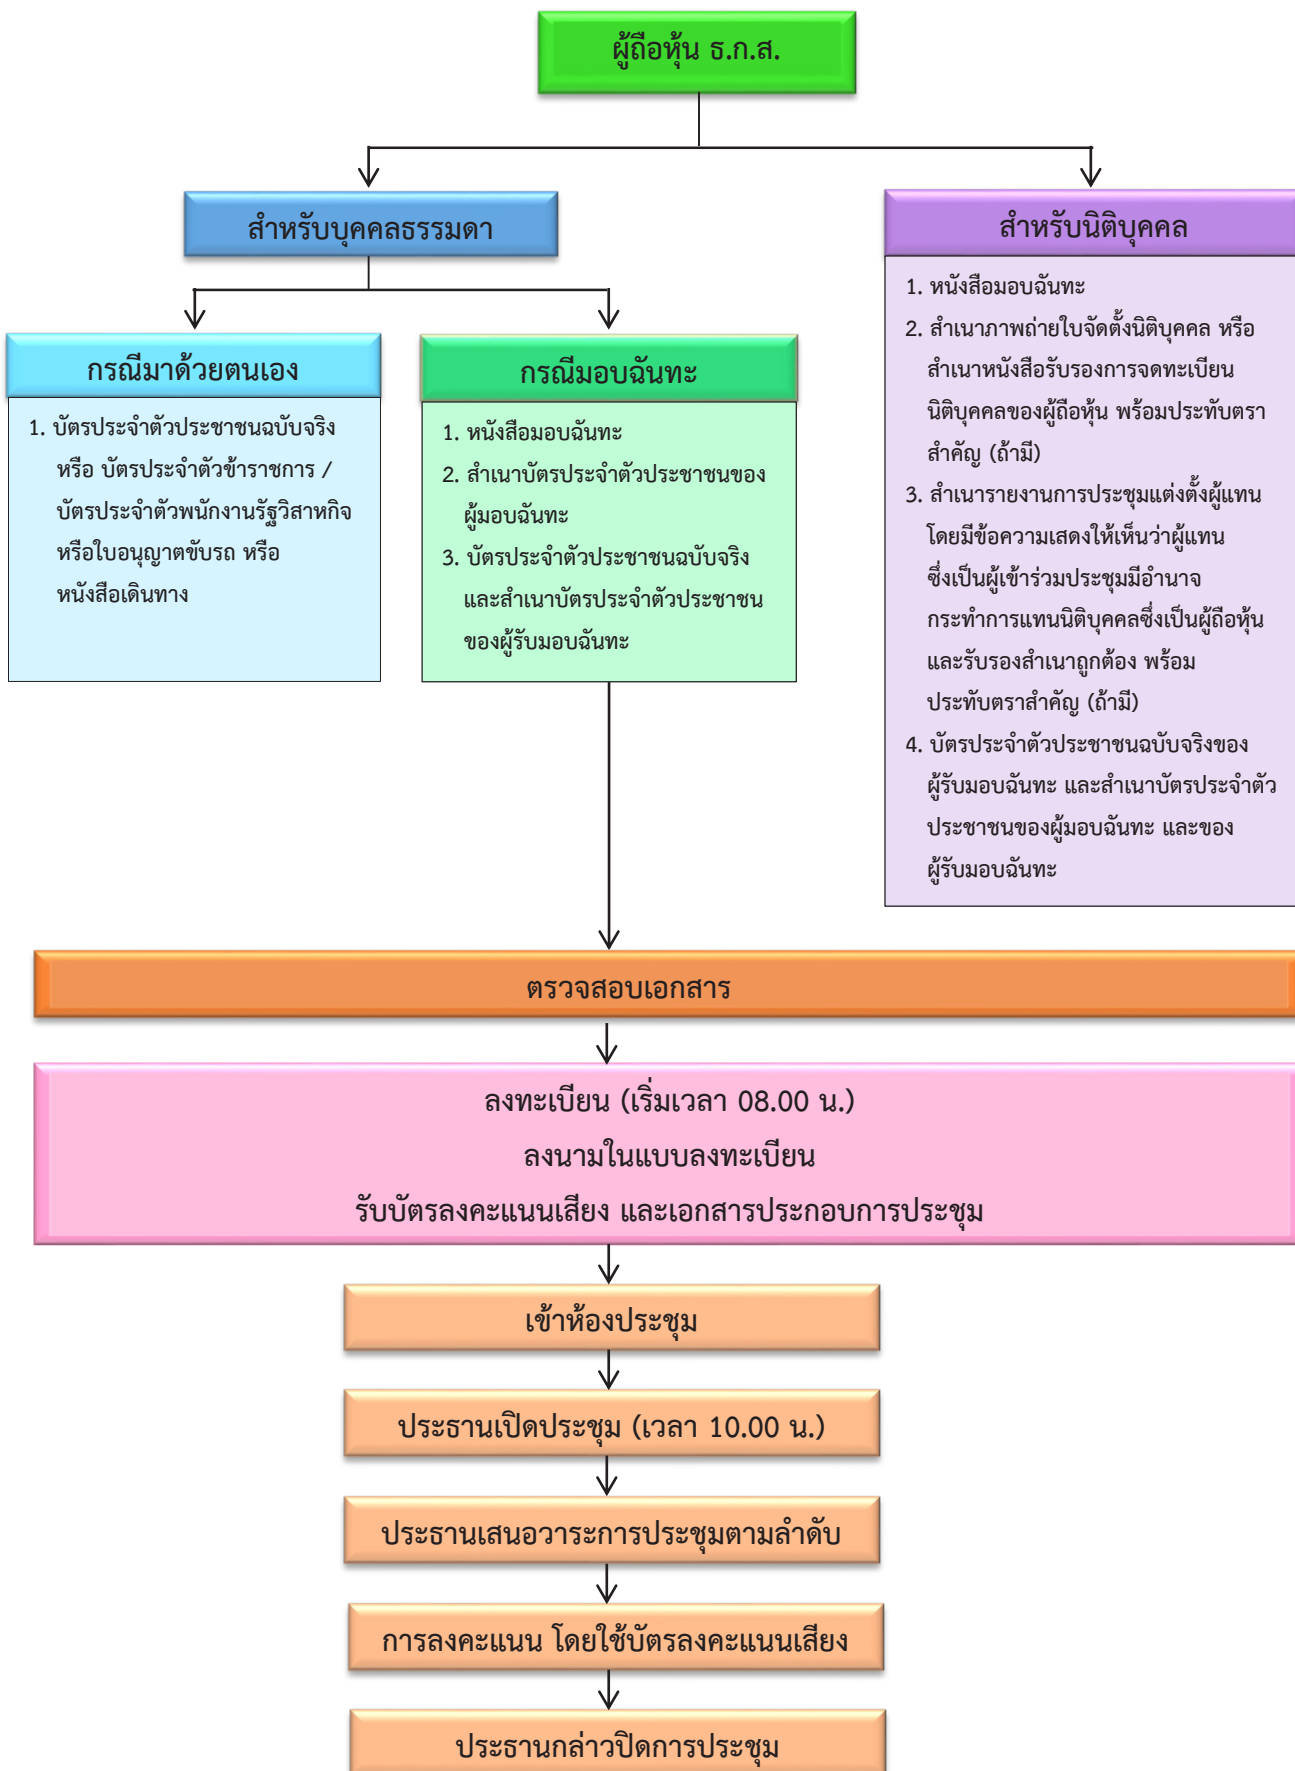 ผู้ถือหุ้น ธ.ก.ส.
สำหรับบุคคลธรรมดา
กรณีมาด้วยตนเอง
1. บัตรประจำตัวประชาชนฉบับจริง
หรือ บัตรประจำตัวข้าราชการ /
บัตรประจำตัวพนักงานรัฐวิสาหกิจ
หรือใบอนุญาตขับรถ หรือ
หนังสือเดินทาง
กรณีมอบฉันทะ
1. หนังสือมอบฉันทะ
2. สำเนาบัตรประจำตัวประชาชนของ
ผู้มอบฉันทะ
3. บัตรประจำตัวประชาชนฉบับจริง
และสำเนาบัตรประจำตัวประชาชน
ของผู้รับมอบฉันทะ
สำหรับนิติบุคคล
1. หนังสือมอบฉันทะ
2. สำเนาภาพถ่ายใบจัดตั้งนิติบุคคล หรือ
สำเนาหนังสือรับรองการจดทะเบียน
นิติบุคคลของผู้ถือหุ้น พร้อมประทับตรา
สำคัญ (ถ้ามี)
3. สำเนารายงานการประชุมแต่งตั้งผู้แทน
โดยมีข้อความแสดงให้เห็นว่าผู้แทน
ซึ่งเป็นผู้เข้าร่วมประชุมมีอำนาจ
กระทำการแทนนิติบุคคลซึ่งเป็นผู้ถือหุ้น
และรับรองสำเนาถูกต้อง พร้อม
ประทับตราสำคัญ (ถ้ามี)
4. บัตรประจำตัวประชาชนฉบับจริงของ
ผู้รับมอบฉันทะ และสำเนาบัตรประจำตัว
ประชาชนของผู้มอบฉันทะ และของ
ผู้รับมอบฉันทะ
ตรวจสอบเอกสาร
ลงทะเบียน (เริ่มเวลา 08.00 น.)
ลงนามในแบบลงทะเบียน
รับบัตรลงคะแนนเสียง และเอกสารประกอบการประชุม
เข้าห้องประชุม
ประธานเปิดประชุม (เวลา 10.00 น.)
ประธานเสนอวาระการประชุมตามลำดับ
การลงคะแนน โดยใช้บัตรลงคะแนนเสียง
ประธานกล่าวปิดการประชุม